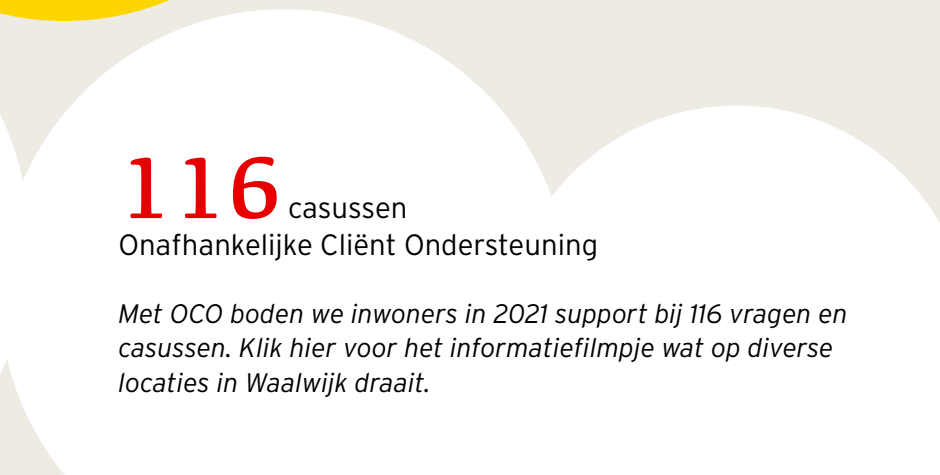 116 casussen
Onafhankelijke Cliënt Ondersteuning
Met OCO boden we inwoners in 2021 support bij 116 vragen en
casussen. Klik hier voor het informatiefilmpje wat op diverse
locaties in Waalwijk draait.